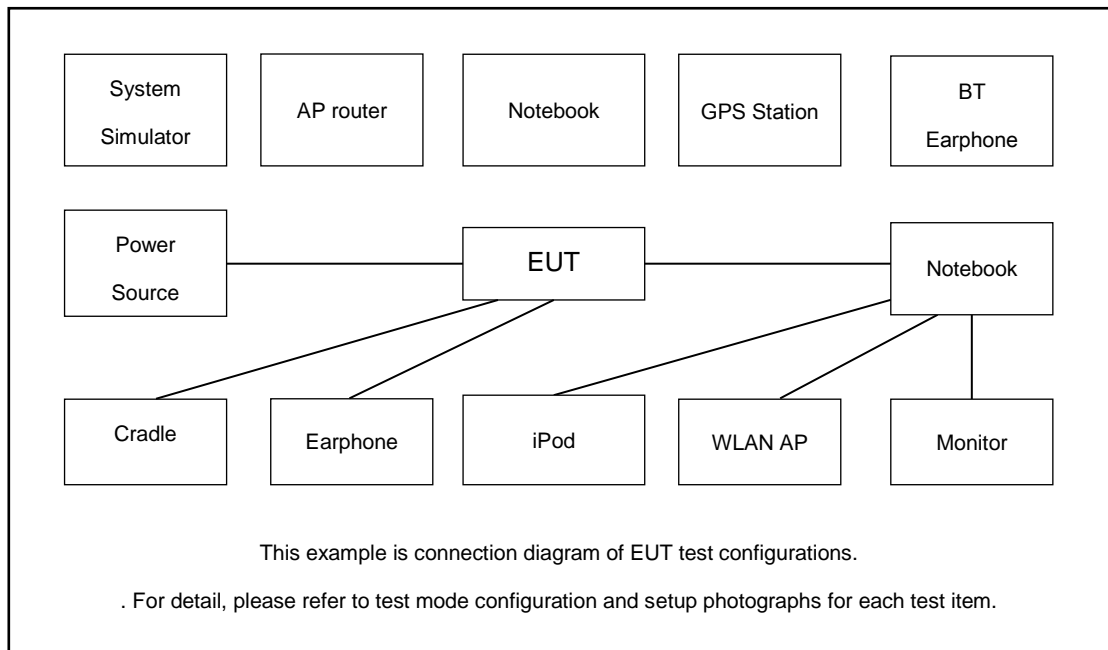 System
Simulator
AP router
Notebook
GPS Station
BT
Earphone
Power
Source
EUT
Notebook
Cradle
Earphone
iPod
WLAN AP
Monitor
This example is connection diagram of EUT test configurations.
. For detail, please refer to test mode configuration and setup photographs for each test item.